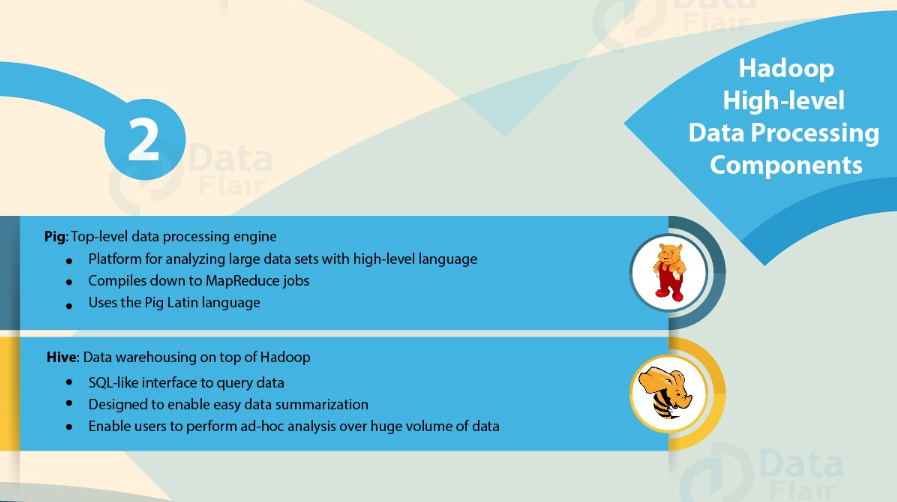 Data
Flair
Hadoop
High-level
Data Processing
Components
2
Data
Flair
Pig: Top-level data processing engine
• Platform for analyzing large data sets with high-level language
• Compiles down to MapReduce jobs
• Uses the Pig Latin language
Hive: Data warehousing on top of Hadoop
• SQL-like interface to query data
• Designed to enable easy data summarization
• Enable users to perform ad-hoc analysis over huge volume of data
Data
Flair